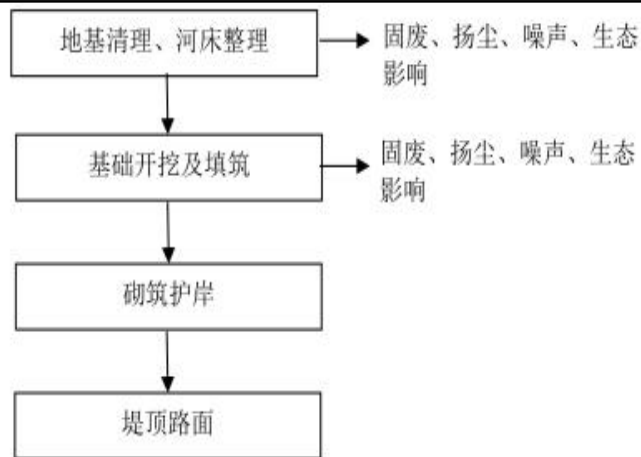 地基清理、河床整理
固废、扬尘、噪声、生态
影响
基础开挖及填筑
固废、扬尘、噪声、生态
影响
砌筑护岸
堤顶路面